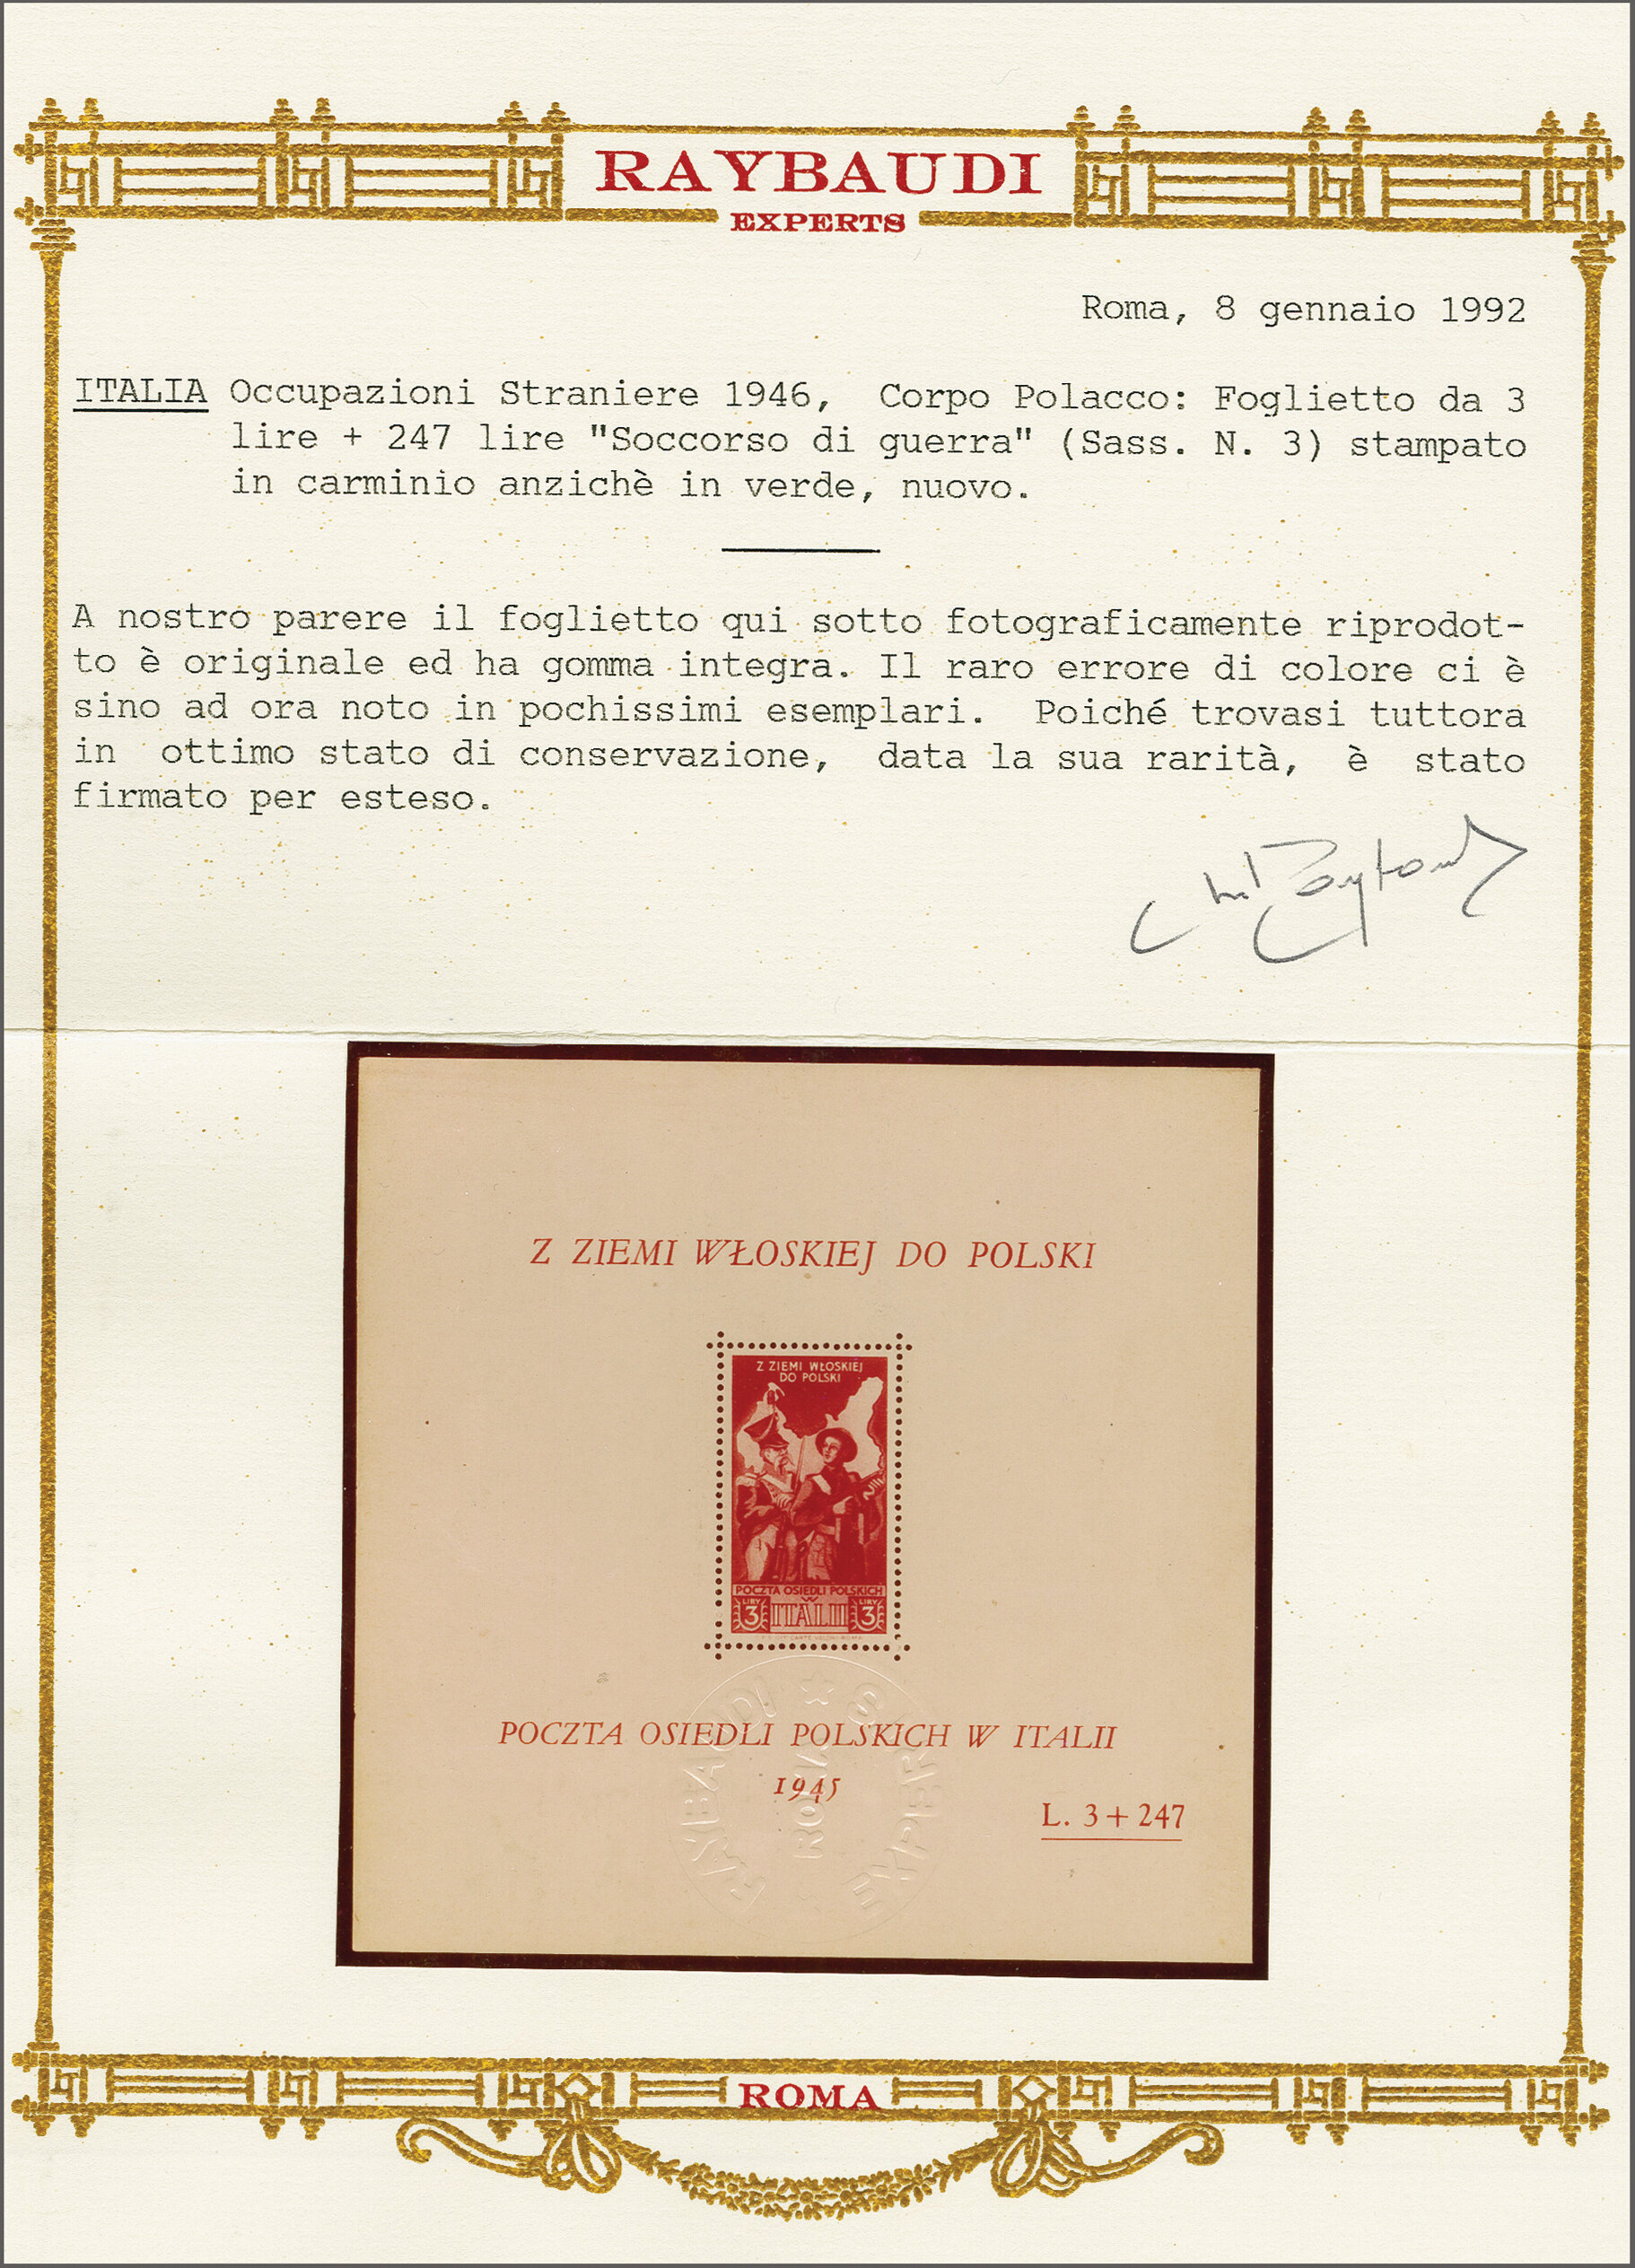 RAYBAUDI
EXPERTS
Roma, 8 gennaio 1992
ITALIA Occupazioni Straniere 1946, Corpo Polacco: Foglietto da 3
lire + 247 lire "Soccorso di guerra" (Sass. N. 3) stampato
in carminio anzichè in verde, nuovo.
A nostro parere il foglietto qui sotto fotograficamente riprodot-
to è originale ed ha gomma integra. Il raro errore di colore ci è
sino ad ora noto in pochissimi esemplari. Poiché trovasi tuttora
in ottimo stato di conservazione, data la sua rarità, è stato
firmato per esteso.
Z ZIEMI WŁOSKIEJ DO POLSKI
Z ZIEMI WŁOSKIEJ
DO POLSKI
POCZTA OSIEDLI POLSKICH
W
LIRY LIRY
3 ITALII 3
POCZTA OSIEDLI POLSKICH W ITALII
1945
L. 3 + 247
RAYBAUDI
ROMA
ROMA